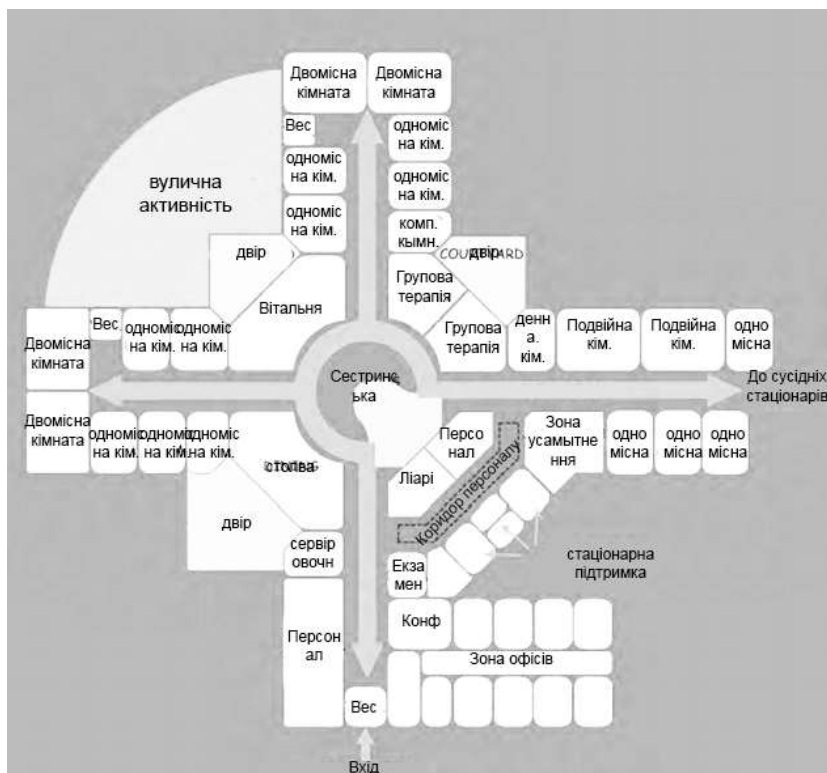 Двомісна
кімната
Двомісна
кімната
Вес
одноміс
на кім.
одноміс
на кім.
одноміс
на кім.
одноміс
на кім.
комп.
кымн.
вулична
активність
двір
двір
COURTYARD
Групова
терапія
Вітальня
Групова
терапія
денн
а.
кім.
Подвійна
кім.
Подвійна
кім.
одно
місна
Двомісна
кімната
Вес.
одноміс
на кім.
одноміс
на кім.
Сестринс
ька
До сусідніх
стаціонарів
Двомісна
кімната
одноміс
на кім.
одноміс
на кім.
одноміс
на кім.
столва
Персо
нал
Ліарі
Коридор персоналу
Зона
усамытне
ння
одно
місна
одно
місна
одно
місна
двір
сервір
овочн
Екза
мен
стаціонарна
підтримка
Персон
ал
Конф
Зона офісів
Вес
Вхід